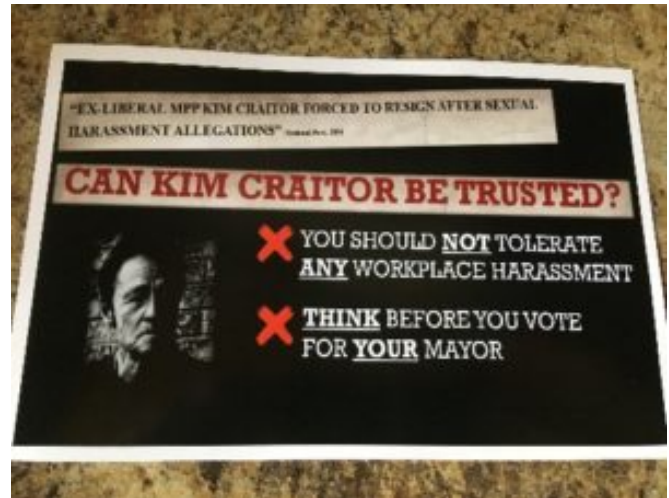 "EX-LIBERAL MPP KIM CRAITOR FORCED TO RESIGN AFTER SEXUAL
HARASSMENT ALLEGATIONS"
CAN KIM CRAITOR BE TRUSTED?
YOU SHOULD NOT TOLERATE
ANY WORKPLACE HARASSMENT
THINK BEFORE YOU VOTE
FOR YOUR MAYOR